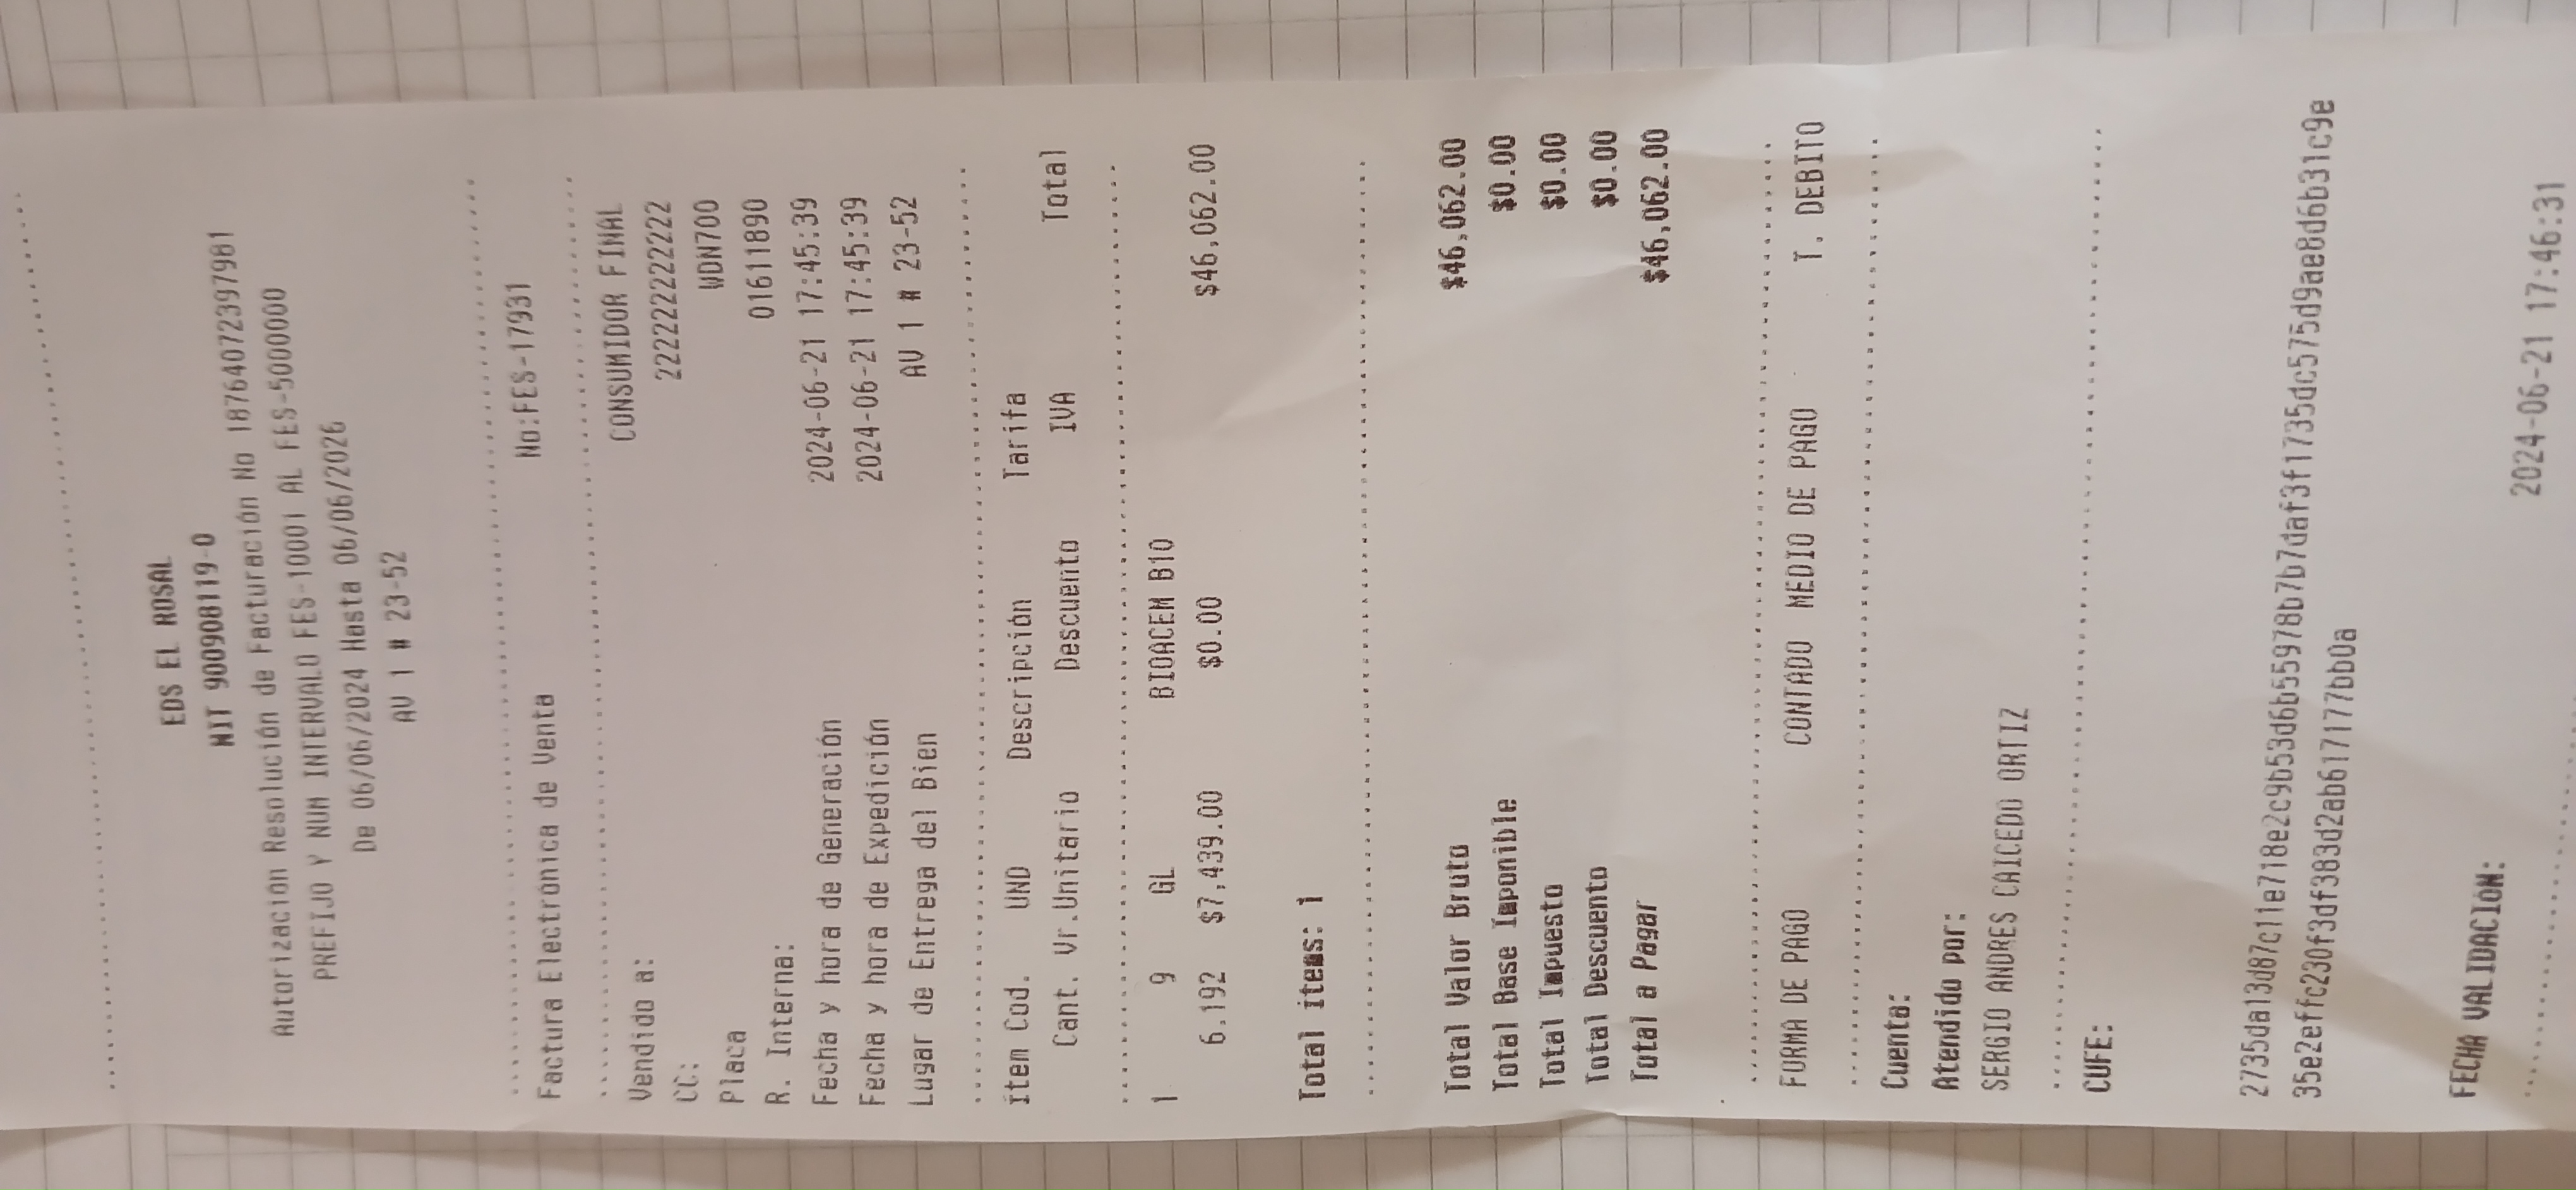 EDS EL ROSAL
NIT 900908119-0
Autorización Resolución de Facturación No 18764072397981
PREFIJO Y NUM INTERVALO FES-10001 AL FES-5000000
De 06/06/2024 Hasta 06/06/2026
AV 1 # 23-52
Factura Electrónica de Venta No:FES-17931
Vendido a: CONSUMIDOR FINAL
CC: 222222222222
Placa WDN700
R. Interna: 01611890
Fecha y hora de Generación 2024-06-21 17:45:39
Fecha y hora de Expedición 2024-06-21 17:45:39
Lugar de Entrega del Bien AV 1 # 23-52
Ítem Cod. UND Descripción Tarifa
Cant. Vr.Unitario Descuento IVA Total
1 9 GL BIOACEM B10
6.192 $7,439.00 $0.00 $46,062.00
Total items: 1
Total Valor Bruto $46,062.00
Total Base Imponible $0.00
Total Impuesto $0.00
Total Descuento $0.00
Total a Pagar $46,062.00
FORMA DE PAGO CONTADO MEDIO DE PAGO T. DEBITO
Cuenta:
Atendido por:
SERGIO ANDRES CAICEDO ORTIZ
CUFE:
2735da13d87c11e718e2c9b53d6b55978b7b7daf3f1735dc575d9ae8d6b31c9e
35e2effc230f3df383d2ab617177bb0a
FECHA VALIDACION: 2024-06-21 17:46:31